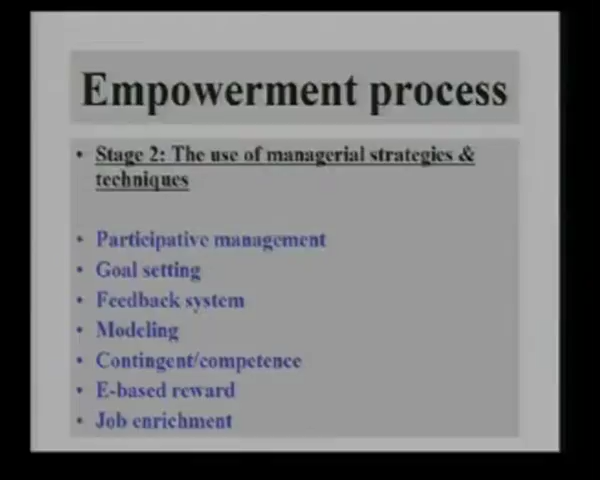 Empowerment process
• Stage 2: The use of managerial strategies &
techniques
• Participative management
• Goal setting
• Feedback system
• Modeling
• Contingent/competence
• E-based reward
• Job enrichment